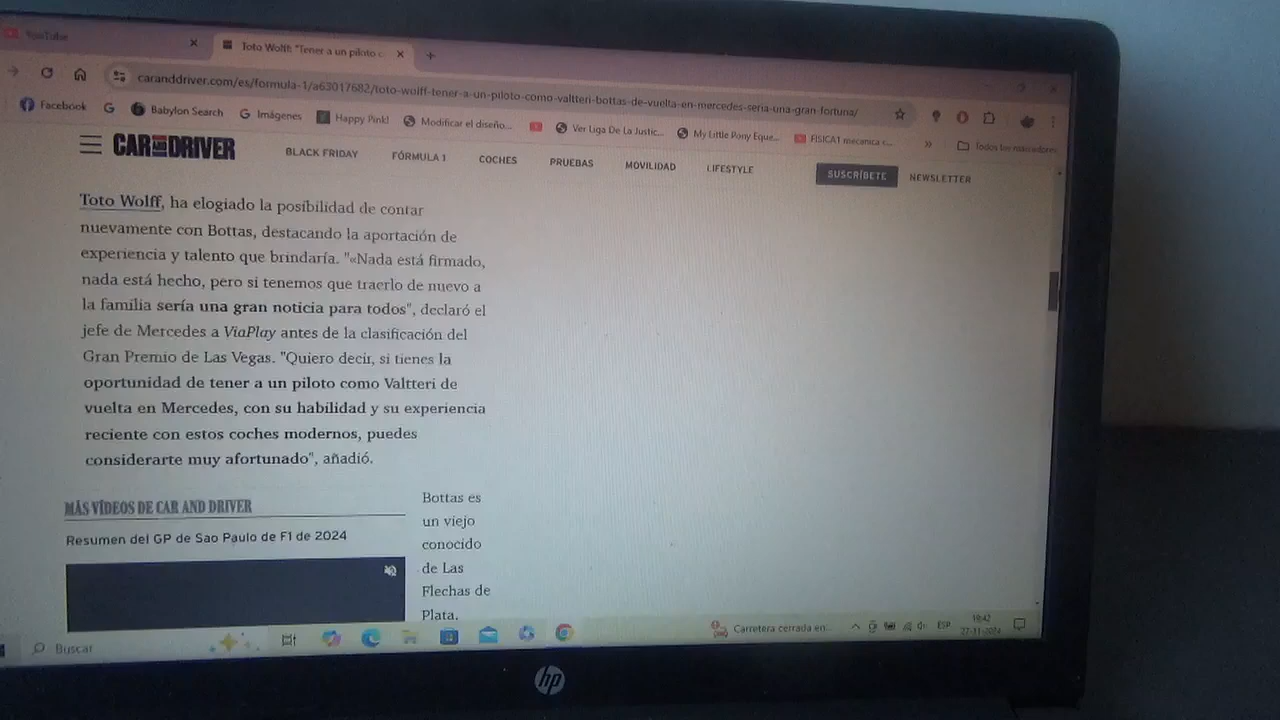 YouTube
Toto Wolff: "Tener a un piloto c
caranddriver.com/es/formula-1/a63017682/toto-wolff-tener-a-un-piloto-como-valtteri-bottas-de-vuelta-en-mercedes-seria-una-gran-fortuna/
Facebook
Babylon Search
Imágenes
Happy Pink!
Modificar el diseño...
Ver Liga De La Justic...
My Little Pony Eque...
FISICA1 mecanica c...
Todos los marcadores
CAR AND DRIVER
BLACK FRIDAY
FÓRMULA 1
COCHES
PRUEBAS
MOVILIDAD
LIFESTYLE
SUSCRÍBETE
NEWSLETTER
Toto Wolff, ha elogiado la posibilidad de contar
nuevamente con Bottas, destacando la aportación de
experiencia y talento que brindaría. "«Nada está firmado,
nada está hecho, pero si tenemos que traerlo de nuevo a
la familia sería una gran noticia para todos", declaró el
jefe de Mercedes a ViaPlay antes de la clasificación del
Gran Premio de Las Vegas. "Quiero decir, si tienes la
oportunidad de tener a un piloto como Valtteri de
vuelta en Mercedes, con su habilidad y su experiencia
reciente con estos coches modernos, puedes
considerarte muy afortunado", añadió.
MÁS VÍDEOS DE CAR AND DRIVER
Resumen del GP de Sao Paulo de F1 de 2024
Bottas es
un viejo
conocido
de Las
Flechas de
Plata.
Buscar
Carretera cerrada en...
ESP
19:42
27-11-2024
hp